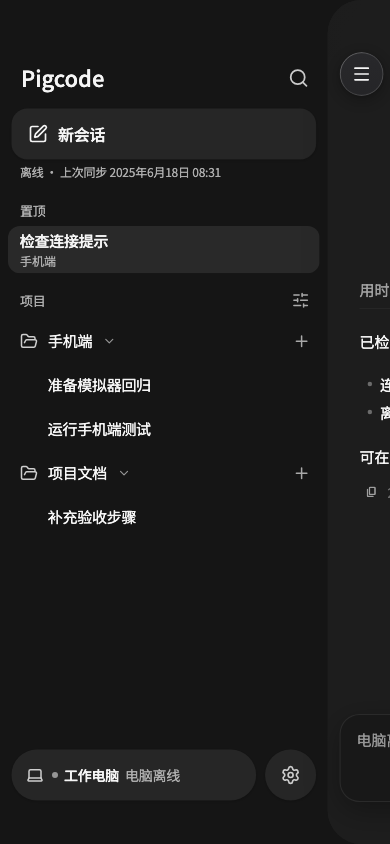 Pigcode
新会话
离线 • 上次同步 2025年6月18日 08:31
置顶
检查连接提示
手机端
项目
手机端
准备模拟器回归
运行手机端测试
项目文档
补充验收步骤
工作电脑 电脑离线
用时
已检
可在
电脑